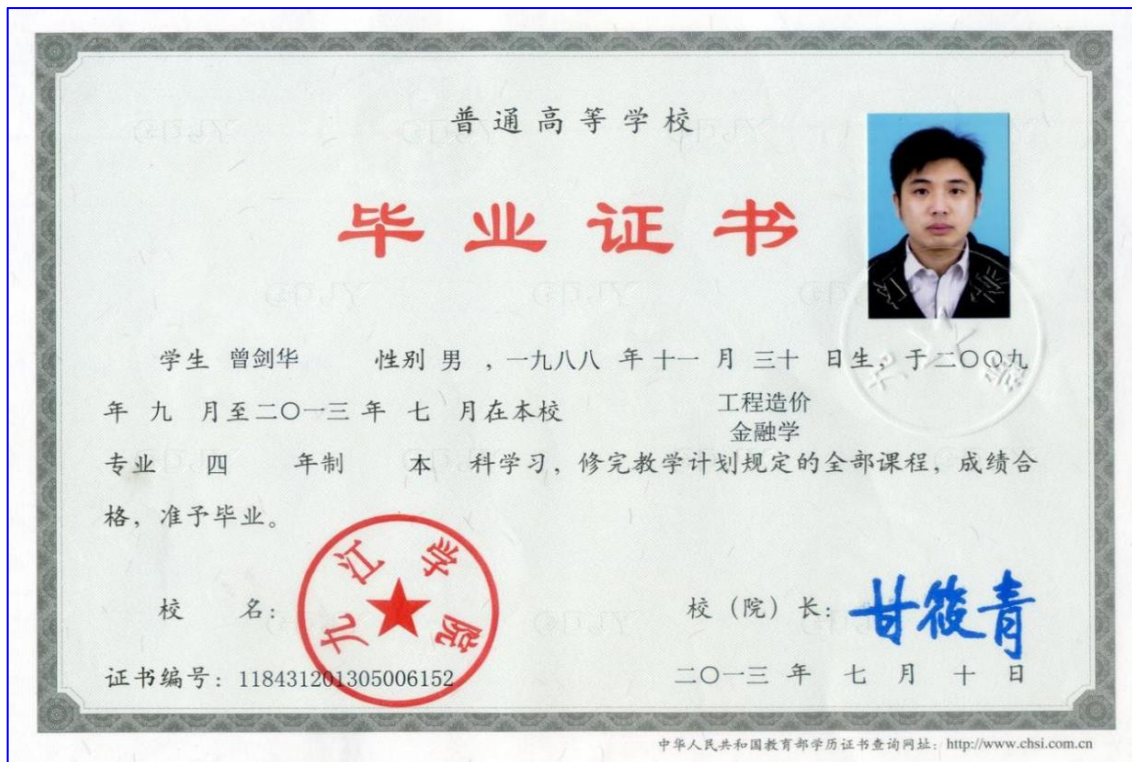 普通高等学校
毕业证书
学生 曾剑华 性别 男 ，一九八八 年 十一 月 三十 日生，于 二〇〇九
年 九 月至 二〇一三 年 七 月在本校 工程造价
金融学
专业 四 年制 本 科学习，修完教学计划规定的全部课程，成绩合
格，准予毕业。
九江学院
校 名： 校（院）长：甘筱青
证书编号：118431201305006152 二〇一三 年 七 月 十 日
中华人民共和国教育部学历证书查询网址：http://www.chsi.com.cn